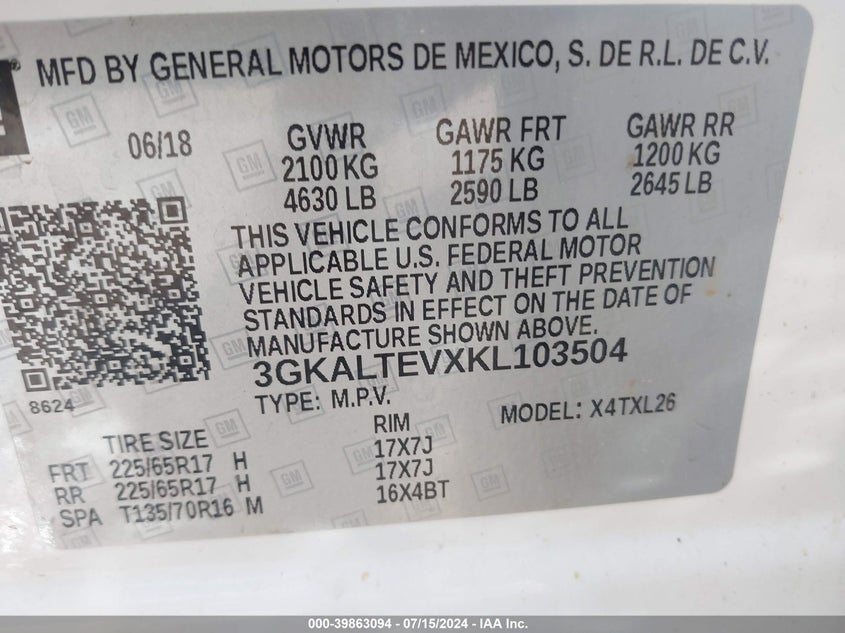 MFD BY GENERAL MOTORS DE MEXICO, S. DE R.L. DE C.V.
06/18 GVWR GAWR FRT GAWR RR
2100 KG 1175 KG 1200 KG
4630 LB 2590 LB 2645 LB
THIS VEHICLE CONFORMS TO ALL
APPLICABLE U.S. FEDERAL MOTOR
VEHICLE SAFETY AND THEFT PREVENTION
STANDARDS IN EFFECT ON THE DATE OF
MANUFACTURE SHOWN ABOVE.
3GKALTEVXKL103504
8624 TYPE: M.P.V. MODEL: X4TXL26
TIRE SIZE RIM
FRT 225/65R17 H 17X7J
RR 225/65R17 H 17X7J
SPA T135/70R16 M 16X4BT
000-39863094 - 07/15/2024 - IAA Inc.